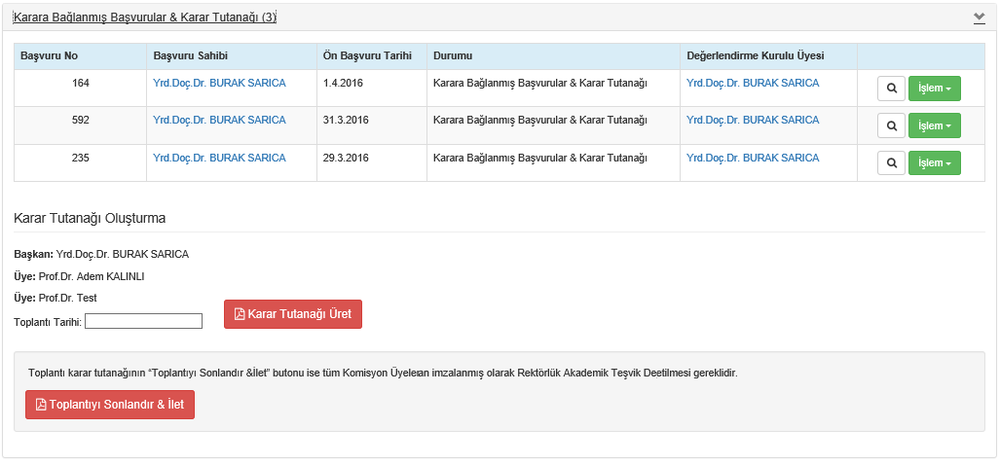 Karara Bağlanmış Başvurular & Karar Tutanağı (3)
Başvuru No Başvuru Sahibi Ön Başvuru Tarihi Durumu Değerlendirme Kurulu Üyesi
164 Yrd.Doç.Dr. BURAK SARICA 1.4.2016 Karara Bağlanmış Başvurular & Karar Tutanağı Yrd.Doç.Dr. BURAK SARICA İşlem
592 Yrd.Doç.Dr. BURAK SARICA 31.3.2016 Karara Bağlanmış Başvurular & Karar Tutanağı Yrd.Doç.Dr. BURAK SARICA İşlem
235 Yrd.Doç.Dr. BURAK SARICA 29.3.2016 Karara Bağlanmış Başvurular & Karar Tutanağı Yrd.Doç.Dr. BURAK SARICA İşlem
Karar Tutanağı Oluşturma
Başkan: Yrd.Doç.Dr. BURAK SARICA
Üye: Prof.Dr. Adem KALINLI
Üye: Prof.Dr. Test
Toplantı Tarihi: Karar Tutanağı Üret
Toplantı karar tutanağının “Toplantıyı Sonlandır &İlet” butonu ise tüm Komisyon imzalanmış olarak Rektörlük Akademik Teşvik Deetilmesi gereklidir.
Toplantıyı Sonlandır & İlet